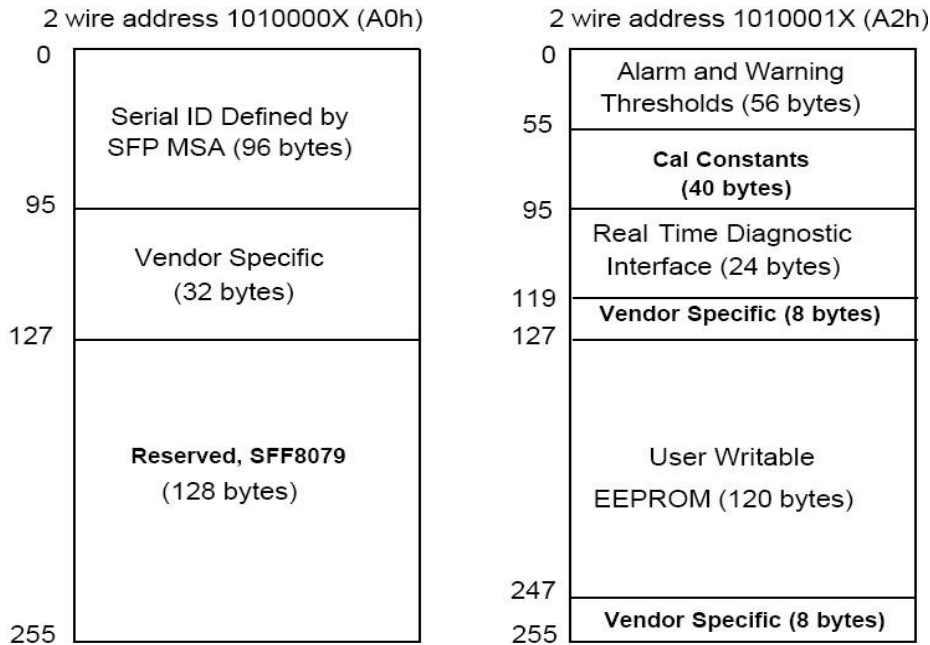 2 wire address 1010000X (A0h)
0
Serial ID Defined by
SFP MSA (96 bytes)
95
Vendor Specific
(32 bytes)
127
Reserved, SFF8079
(128 bytes)
255
2 wire address 1010001X (A2h)
0
Alarm and Warning
Thresholds (56 bytes)
55
Cal Constants
(40 bytes)
95
Real Time Diagnostic
Interface (24 bytes)
119
Vendor Specific (8 bytes)
127
User Writable
EEPROM (120 bytes)
247
Vendor Specific (8 bytes)
255